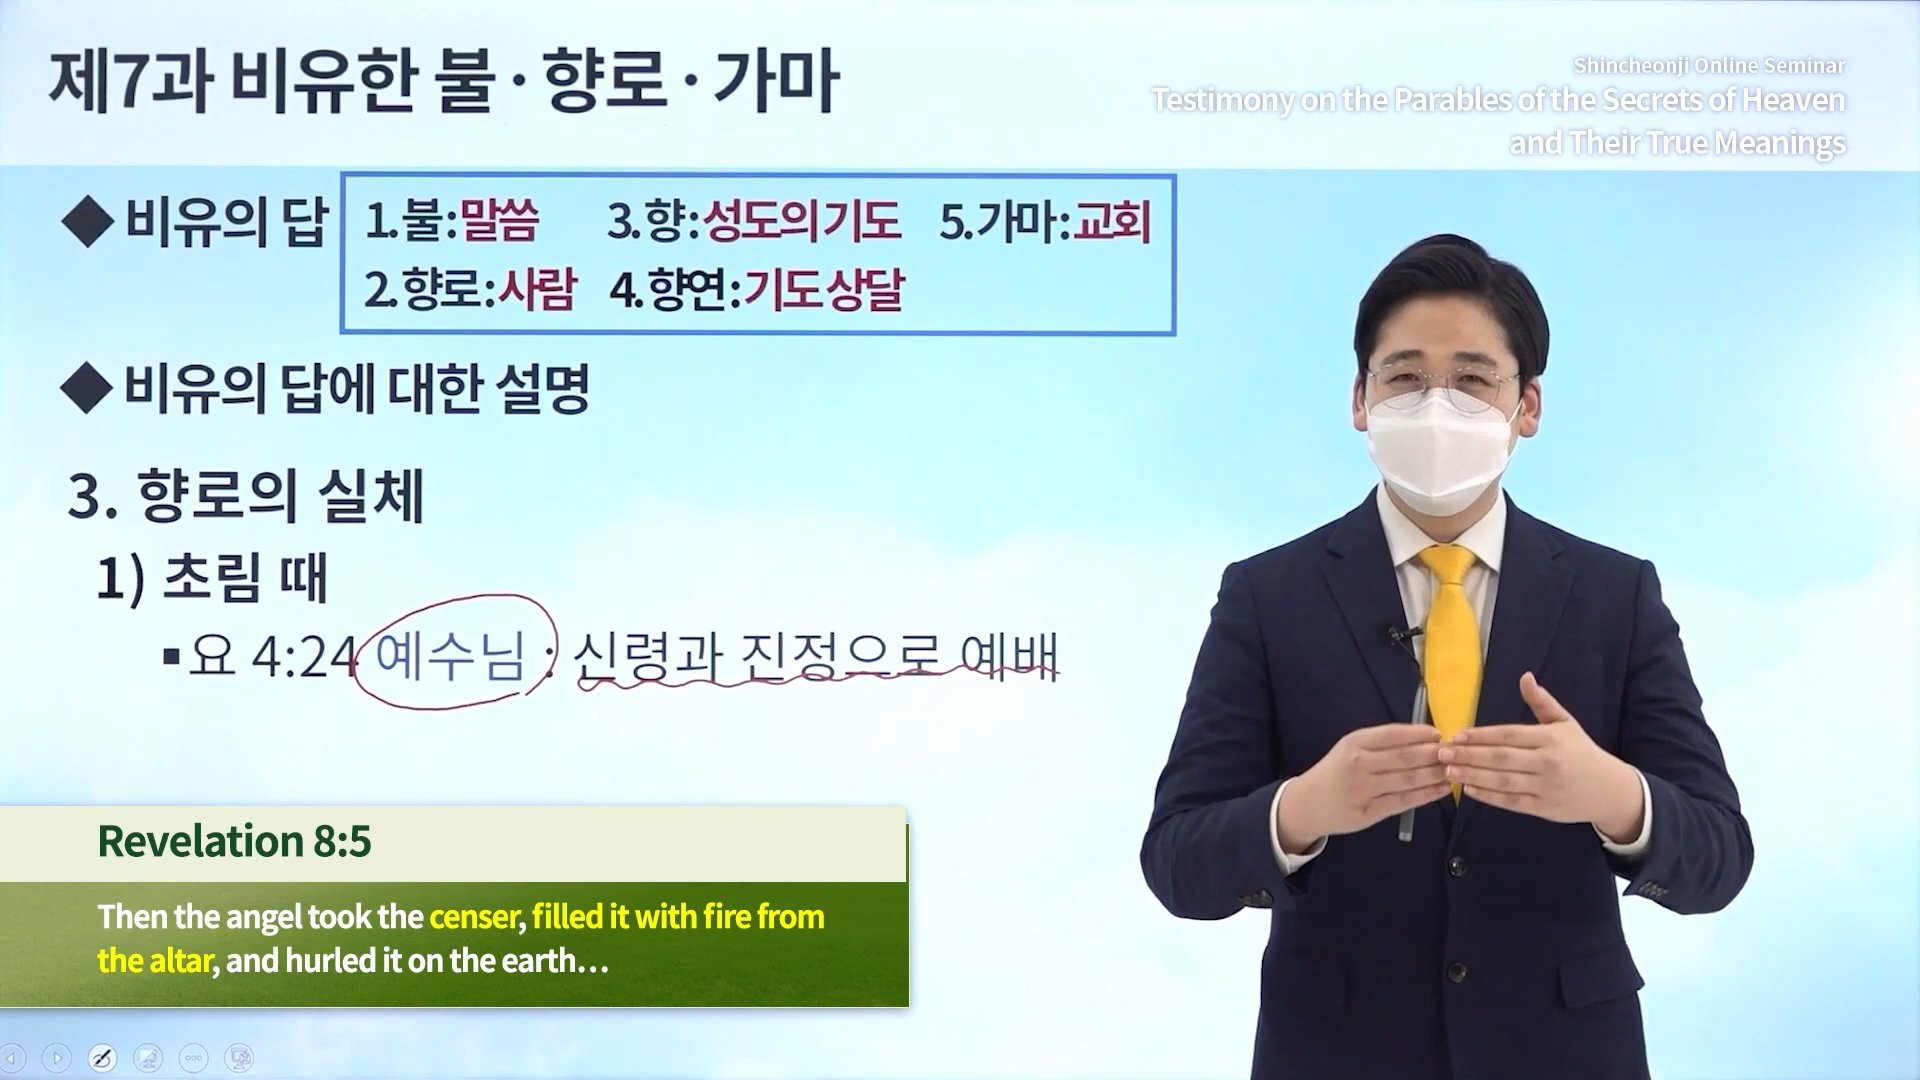 제7과 비유한 불·향로·가마
Shincheonji Online Seminar
Testimony on the Parables of the Secrets of Heaven
and Their True Meanings
◆비유의 답
1.불:말씀 3.향:성도의 기도 5.가마:교회
2.향로:사람 4.향연:기도 상달
◆비유의 답에 대한 설명
3. 향로의 실체
1) 초림 때
▪요 4:24 예수님 : 신령과 진정으로 예배
Revelation 8:5
Then the angel took the censer, filled it with fire from
the altar, and hurled it on the earth…